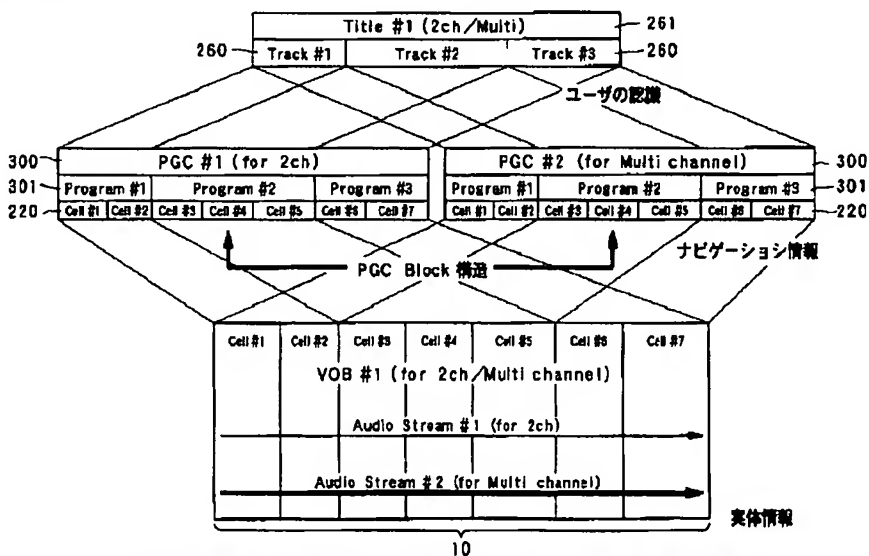 Title #1 (2ch/Multi)
261
260
Track #1
Track #2
Track #3
260
ユーザの認識
300
PGC #1 (for 2ch)
PGC #2 (for Multi channel)
300
301
Program #1
Program #2
Program #3
Program #1
Program #2
Program #3
301
220
Cell #1
Cell #2
Cell #3
Cell #4
Cell #5
Cell #6
Cell #7
Cell #1
Cell #2
Cell #3
Cell #4
Cell #5
Cell #6
Cell #7
220
ナビゲーショシ情報
PGC Block 構造
Cell #1
Cell #2
Cell #3
Cell #4
Cell #5
Cell #6
Cell #7
VOB #1 (for 2ch/Multi channel)
Audio Stream #1 (for 2ch)
Audio Stream #2 (for Multi channel)
実体情報
10